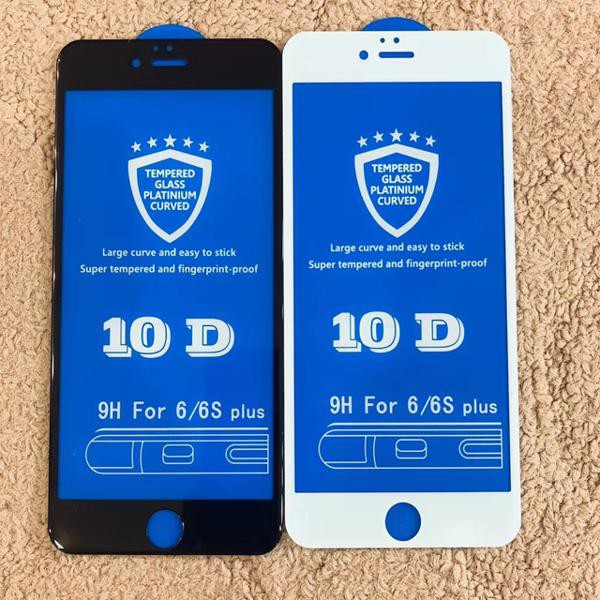 TEMPERED
GLASS
PLATINIUM
CURVED
Large curve and easy to stick
Super tempered and fingerprint-proof
10 D
9H For 6/6S plus
TEMPERED
GLASS
PLATINIUM
CURVED
Large curve and easy to stick
Super tempered and fingerprint-proof
10 D
9H For 6/6S plus